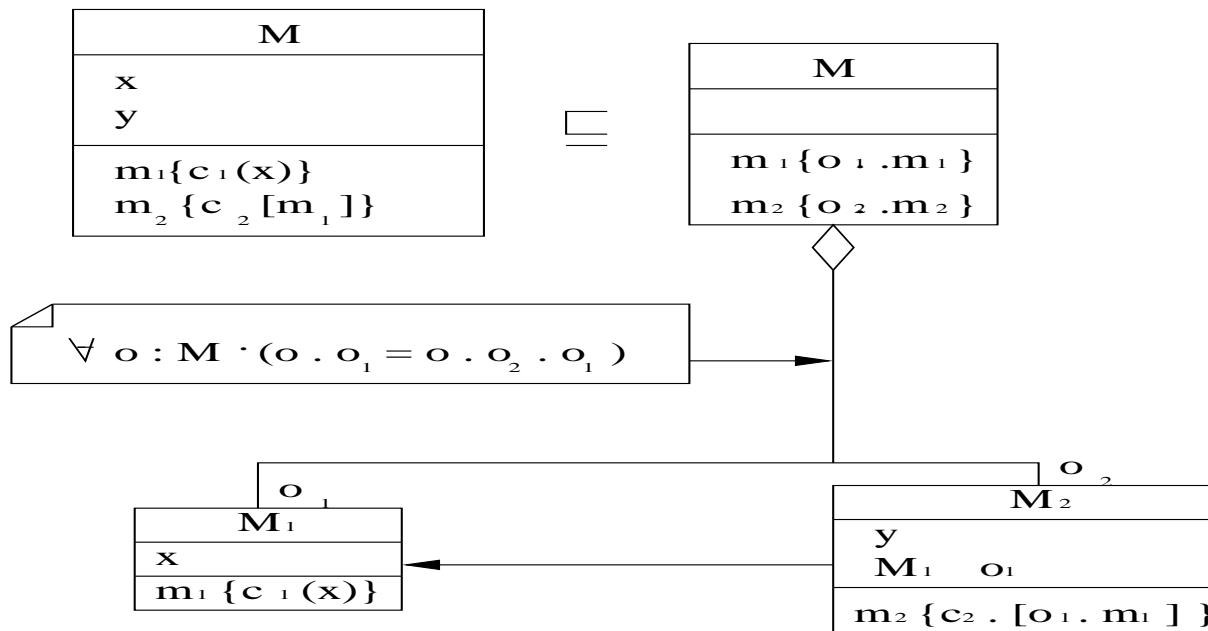 M
x
y
m₁{c₁(x)}
m₂{c₂[m₁]}
⊑
M
m₁{o₁.m₁}
m₂{o₂.m₂}
∀ o : M · (o . o₁ = o . o₂ . o₁)
o₁
o₂
M₁
x
m₁{c₁(x)}
M₂
y
M₁ o₁
m₂{c₂.[o₁.m₁]}